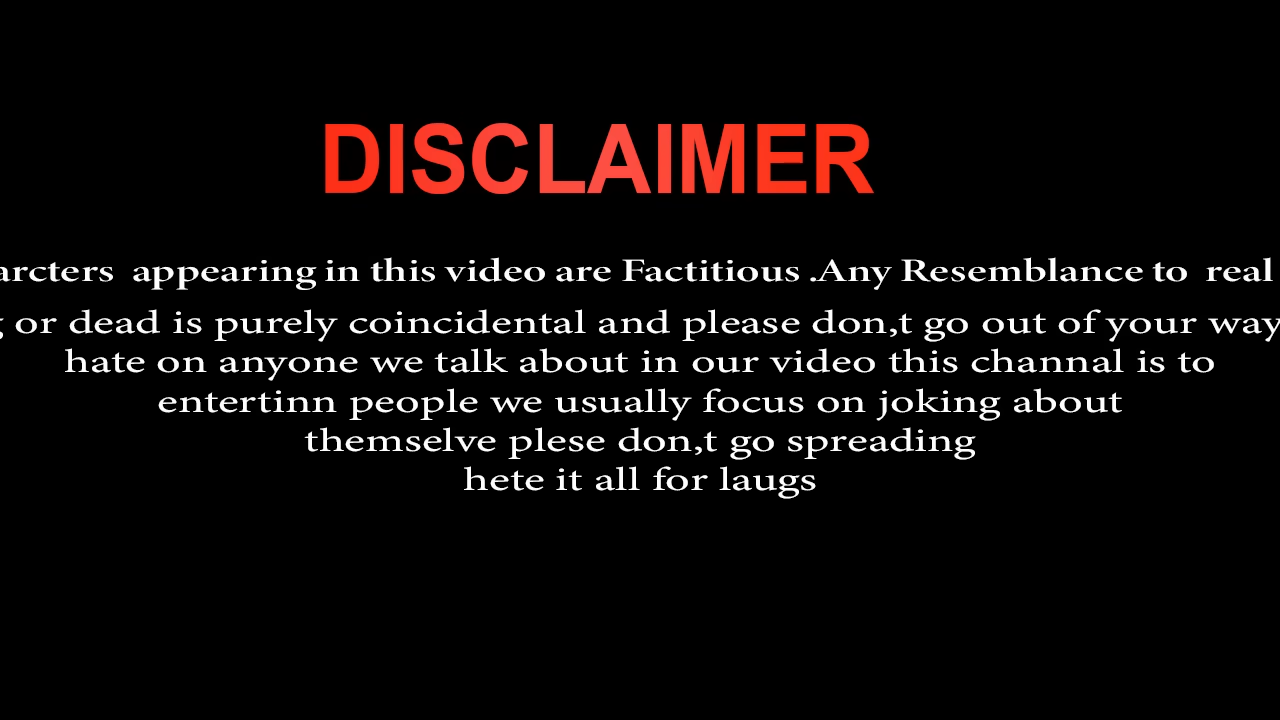 DISCLAIMER
arcters appearing in this video are Factitious .Any Resemblance to real
or dead is purely coincidental and please don,t go out of your way
hate on anyone we talk about in our video this channal is to
entertinn people we usually focus on joking about
themselve plese don,t go spreading
hete it all for laugs